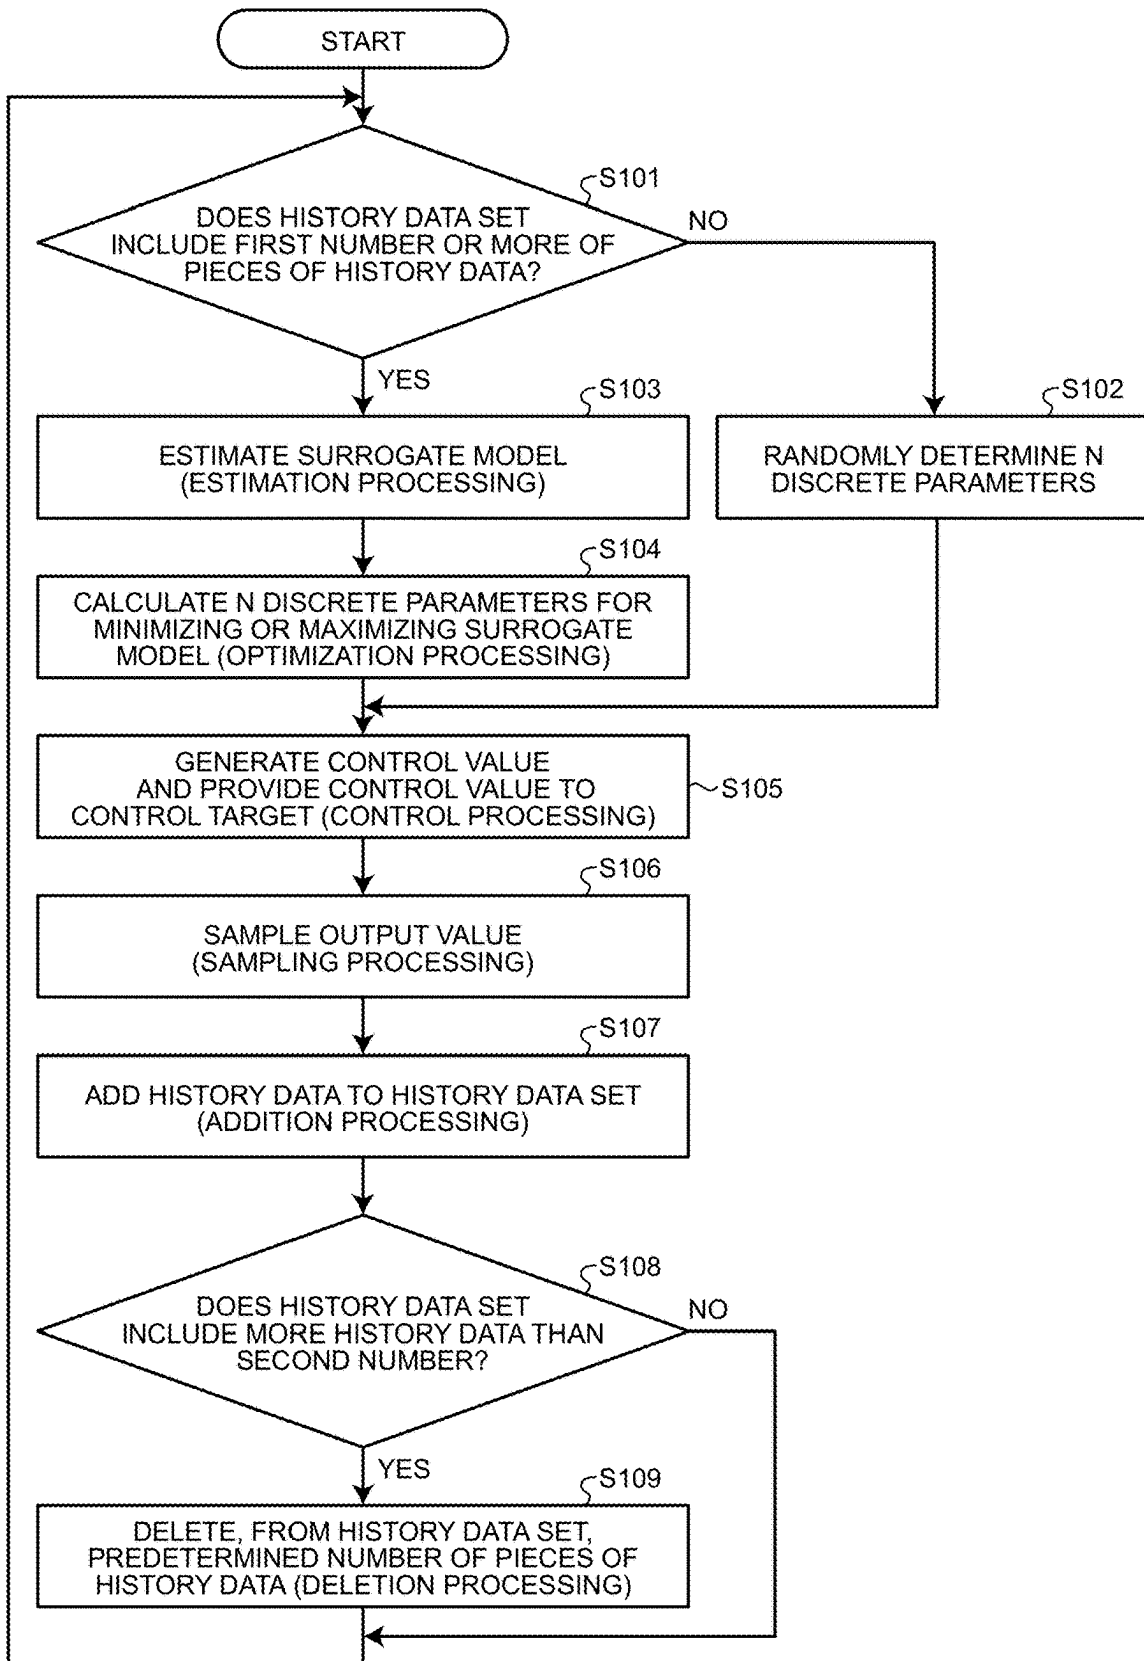 START
S101
DOES HISTORY DATA SET
INCLUDE FIRST NUMBER OR MORE OF
PIECES OF HISTORY DATA?
NO
YES
S103
ESTIMATE SURROGATE MODEL
(ESTIMATION PROCESSING)
S102
RANDOMLY DETERMINE N
DISCRETE PARAMETERS
S104
CALCULATE N DISCRETE PARAMETERS FOR
MINIMIZING OR MAXIMIZING SURROGATE
MODEL (OPTIMIZATION PROCESSING)
GENERATE CONTROL VALUE
AND PROVIDE CONTROL VALUE TO
CONTROL TARGET (CONTROL PROCESSING)
S105
S106
SAMPLE OUTPUT VALUE
(SAMPLING PROCESSING)
S107
ADD HISTORY DATA TO HISTORY DATA SET
(ADDITION PROCESSING)
S108
DOES HISTORY DATA SET
INCLUDE MORE HISTORY DATA THAN
SECOND NUMBER?
NO
YES
S109
DELETE, FROM HISTORY DATA SET,
PREDETERMINED NUMBER OF PIECES OF
HISTORY DATA (DELETION PROCESSING)